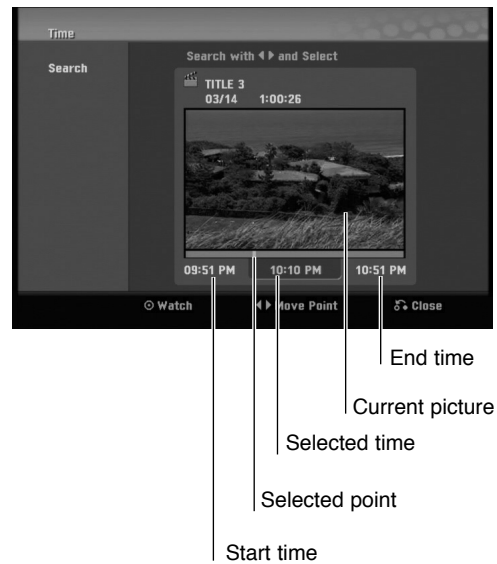 Time
Search
Search with ◀ ▶ and Select
TITLE 3
03/14 1:00:26
09:51 PM 10:10 PM 10:51 PM
⊙ Watch ◀ ▶ Move Point Close
End time
Current picture
Selected time
Selected point
Start time